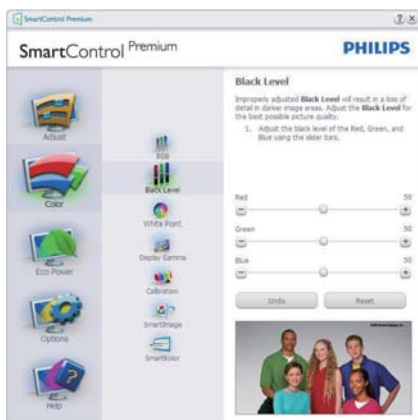 SmartControl Premium
SmartControl Premium
PHILIPS
Adjust
Color
Eco Power
Options
Help
RGB
Black Level
White Point
Display Gamma
Calibration
SmartImage
SmartKolor
Black Level
Improperly adjusted Black Level will result in a loss of
detail in darker image areas. Adjust the Black Level for
the best possible picture quality.
1. Adjust the black level of the Red, Green, and
Blue using the slider bars.
Red 50
Green 50
Blue 50
Undo Reset